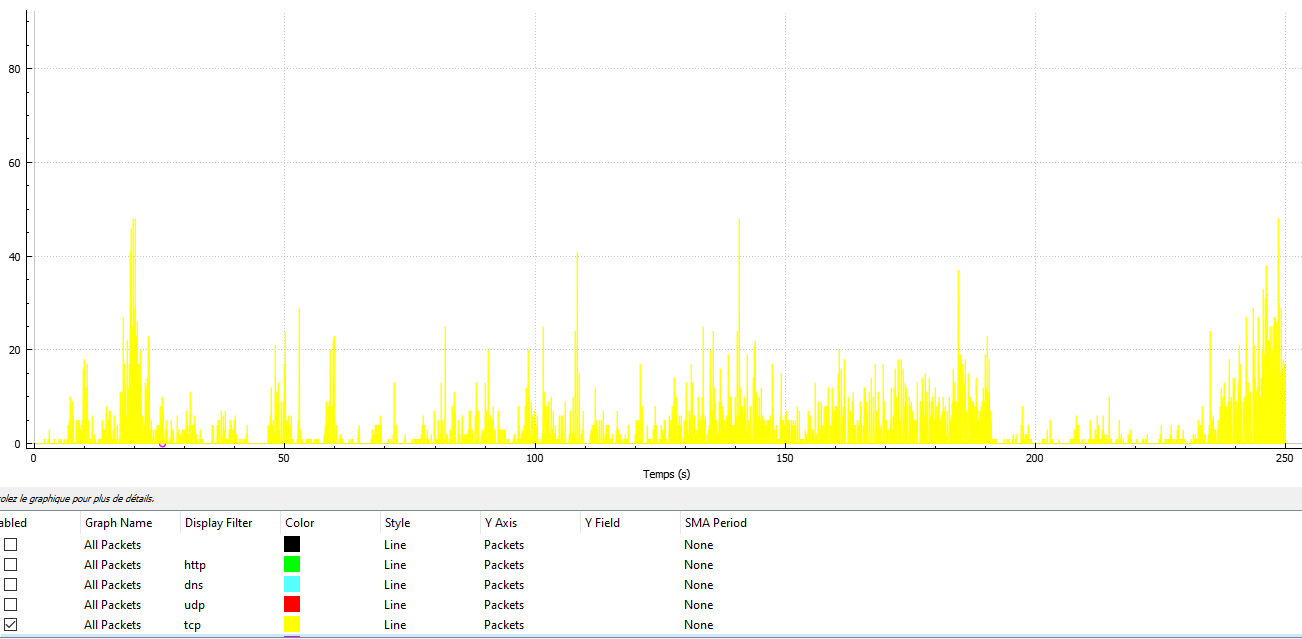 80
60
40
20
0
0 50 100 150 200 250
Temps (s)
olez le graphique pour plus de détails.
abled Graph Name Display Filter Color Style Y Axis Y Field SMA Period
All Packets Line Packets None
All Packets http Line Packets None
All Packets dns Line Packets None
All Packets udp Line Packets None
All Packets tcp Line Packets None